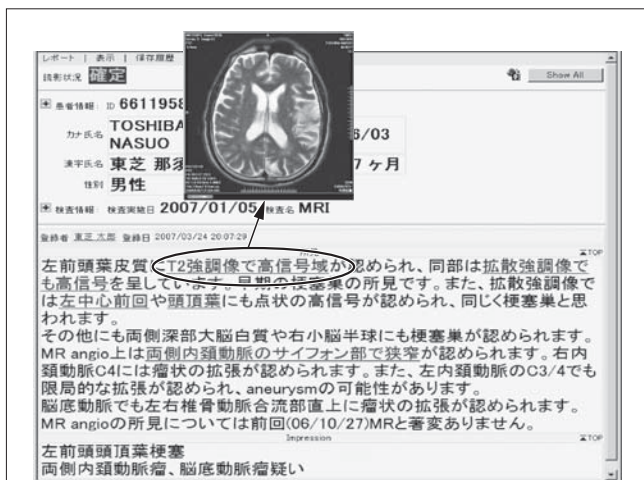 レポート | 表示 | 保存履歴
読影状況 確定 Show All
患者情報: ID 6611958
カナ氏名 TOSHIBA NASUO 6/03
漢字氏名 東芝 那須 7ヶ月
性別 男性
検査情報: 検査実施日 2007/01/05 検査名 MRI
登録者 東芝 太郎 登録日 2007/03/24 20:07:29
TOP
左前頭葉皮質にT2強調像で高信号域が認められ、同部は拡散強調像で
も高信号を呈しています。早期の梗塞巣の所見です。また、拡散強調像で
は左中心前回や頭頂葉にも点状の高信号が認められ、同じく梗塞巣と思
われます。
その他にも両側深部大脳白質や右小脳半球にも梗塞巣が認められます。
MR angio上は両側内頚動脈のサイフォン部で狭窄が認められます。右内
頚動脈C4には瘤状の拡張が認められます。また、左内頚動脈のC3/4でも
限局的な拡張が認められ、aneurysmの可能性があります。
脳底動脈でも左右椎骨動脈合流部直上に瘤状の拡張が認められます。
MR angioの所見については前回(06/10/27)MRと著変ありません。
Impression TOP
左前頭頭頂葉梗塞
両側内頚動脈瘤、脳底動脈瘤疑い